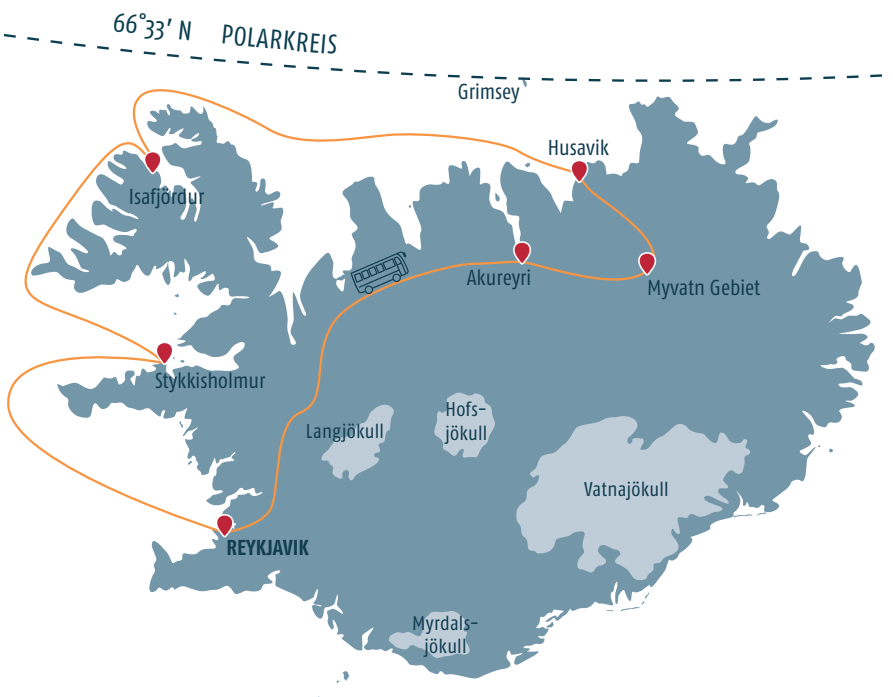 66°33' N POLARKREIS
Grimsey
Husavik
Isafjördur
Akureyri
Myvatn Gebiet
Stykkisholmur
Langjökull
Hofs-
jökull
Vatnajökull
REYKJAVIK
Myrdals-
jökull